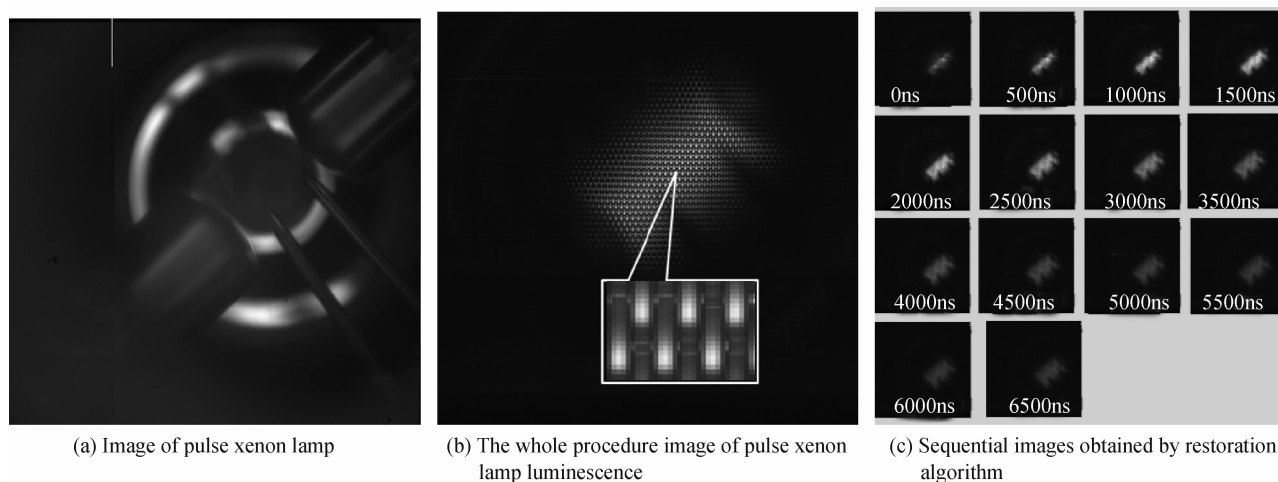 0ns 500ns 1000ns 1500ns
2000ns 2500ns 3000ns 3500ns
4000ns 4500ns 5000ns 5500ns
6000ns 6500ns
(a) Image of pulse xenon lamp
(b) The whole procedure image of pulse xenon
lamp luminescence
(c) Sequential images obtained by restoration
algorithm